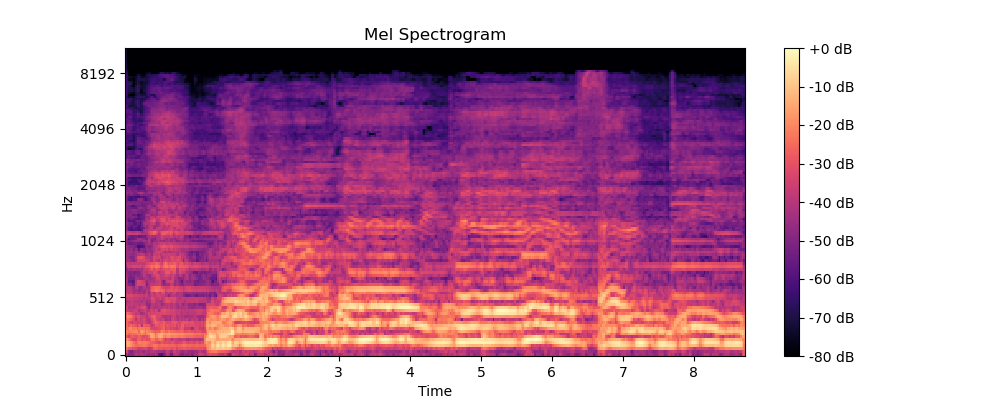 Mel Spectrogram
Hz
8192
4096
2048
1024
512
0
0 1 2 3 4 5 6 7 8
Time
+0 dB
-10 dB
-20 dB
-30 dB
-40 dB
-50 dB
-60 dB
-70 dB
-80 dB